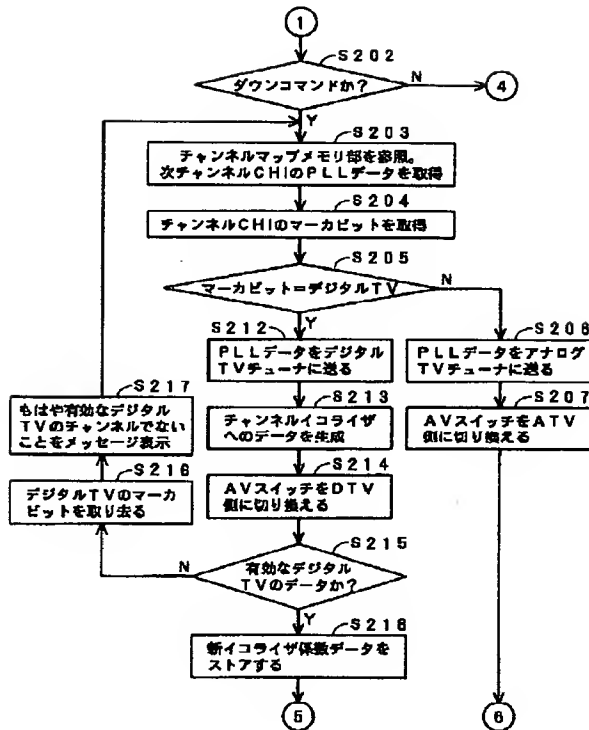 1
S202
ダウンコマンドか?
N
4
Y
S203
チャンネルマップメモリ部を参照。
次チャンネルCHIのPLLデータを取得
S204
チャンネルCHIのマーカビットを取得
S205
マーカビット=デジタルTV
N
Y
S212
PLLデータをデジタル
TVチューナに送る
S206
PLLデータをアナログ
TVチューナに送る
S217
もはや有効なデジタル
TVのチャンネルでない
ことをメッセージ表示
S213
チャンネルイコライザ
へのデータを生成
S207
AVスイッチをATV
側に切り換える
S216
デジタルTVのマーカ
ビットを取り去る
S214
AVスイッチをDTV
側に切り換える
S215
有効なデジタル
TVのデータか?
N
Y
S218
新イコライザ係数データを
ストアする
5
6